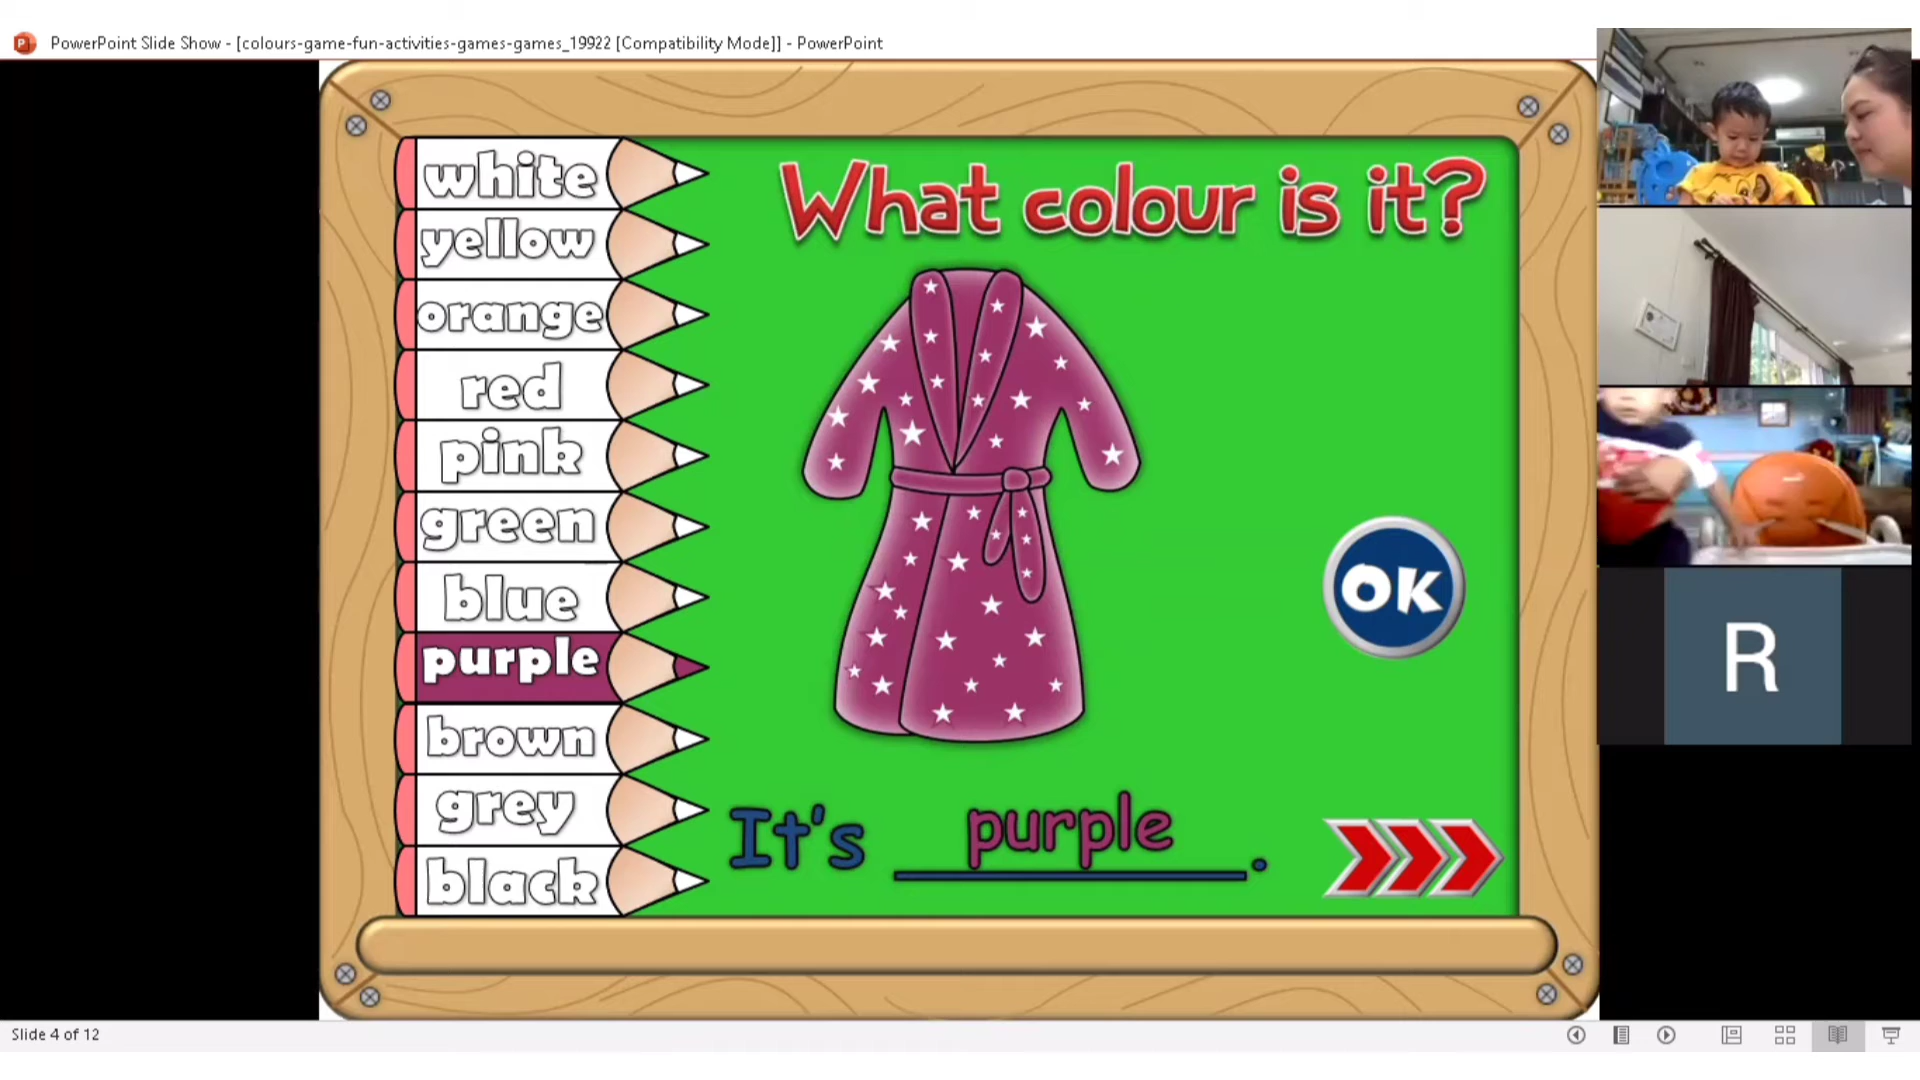 PowerPoint Slide Show - [colours-game-fun-activities-games-games_19922 [Compatibility Mode]] - PowerPoint
What colour is it?
white
yellow
orange
red
pink
green
blue
purple
brown
grey
black
OK
It's purple.
R
Slide 4 of 12